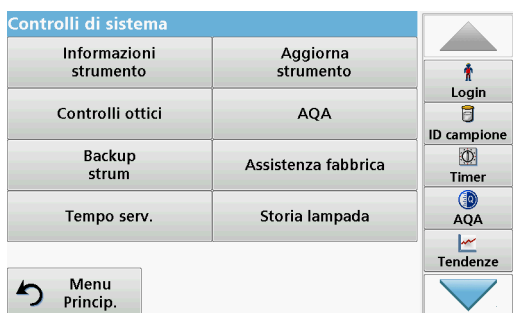 Controlli di sistema
Informazioni
strumento
Aggiorna
strumento
Controlli ottici
AQA
Backup
strum
Assistenza fabbrica
Tempo serv.
Storia lampada
Menu
Princip.
Login
ID campione
Timer
AQA
Tendenze